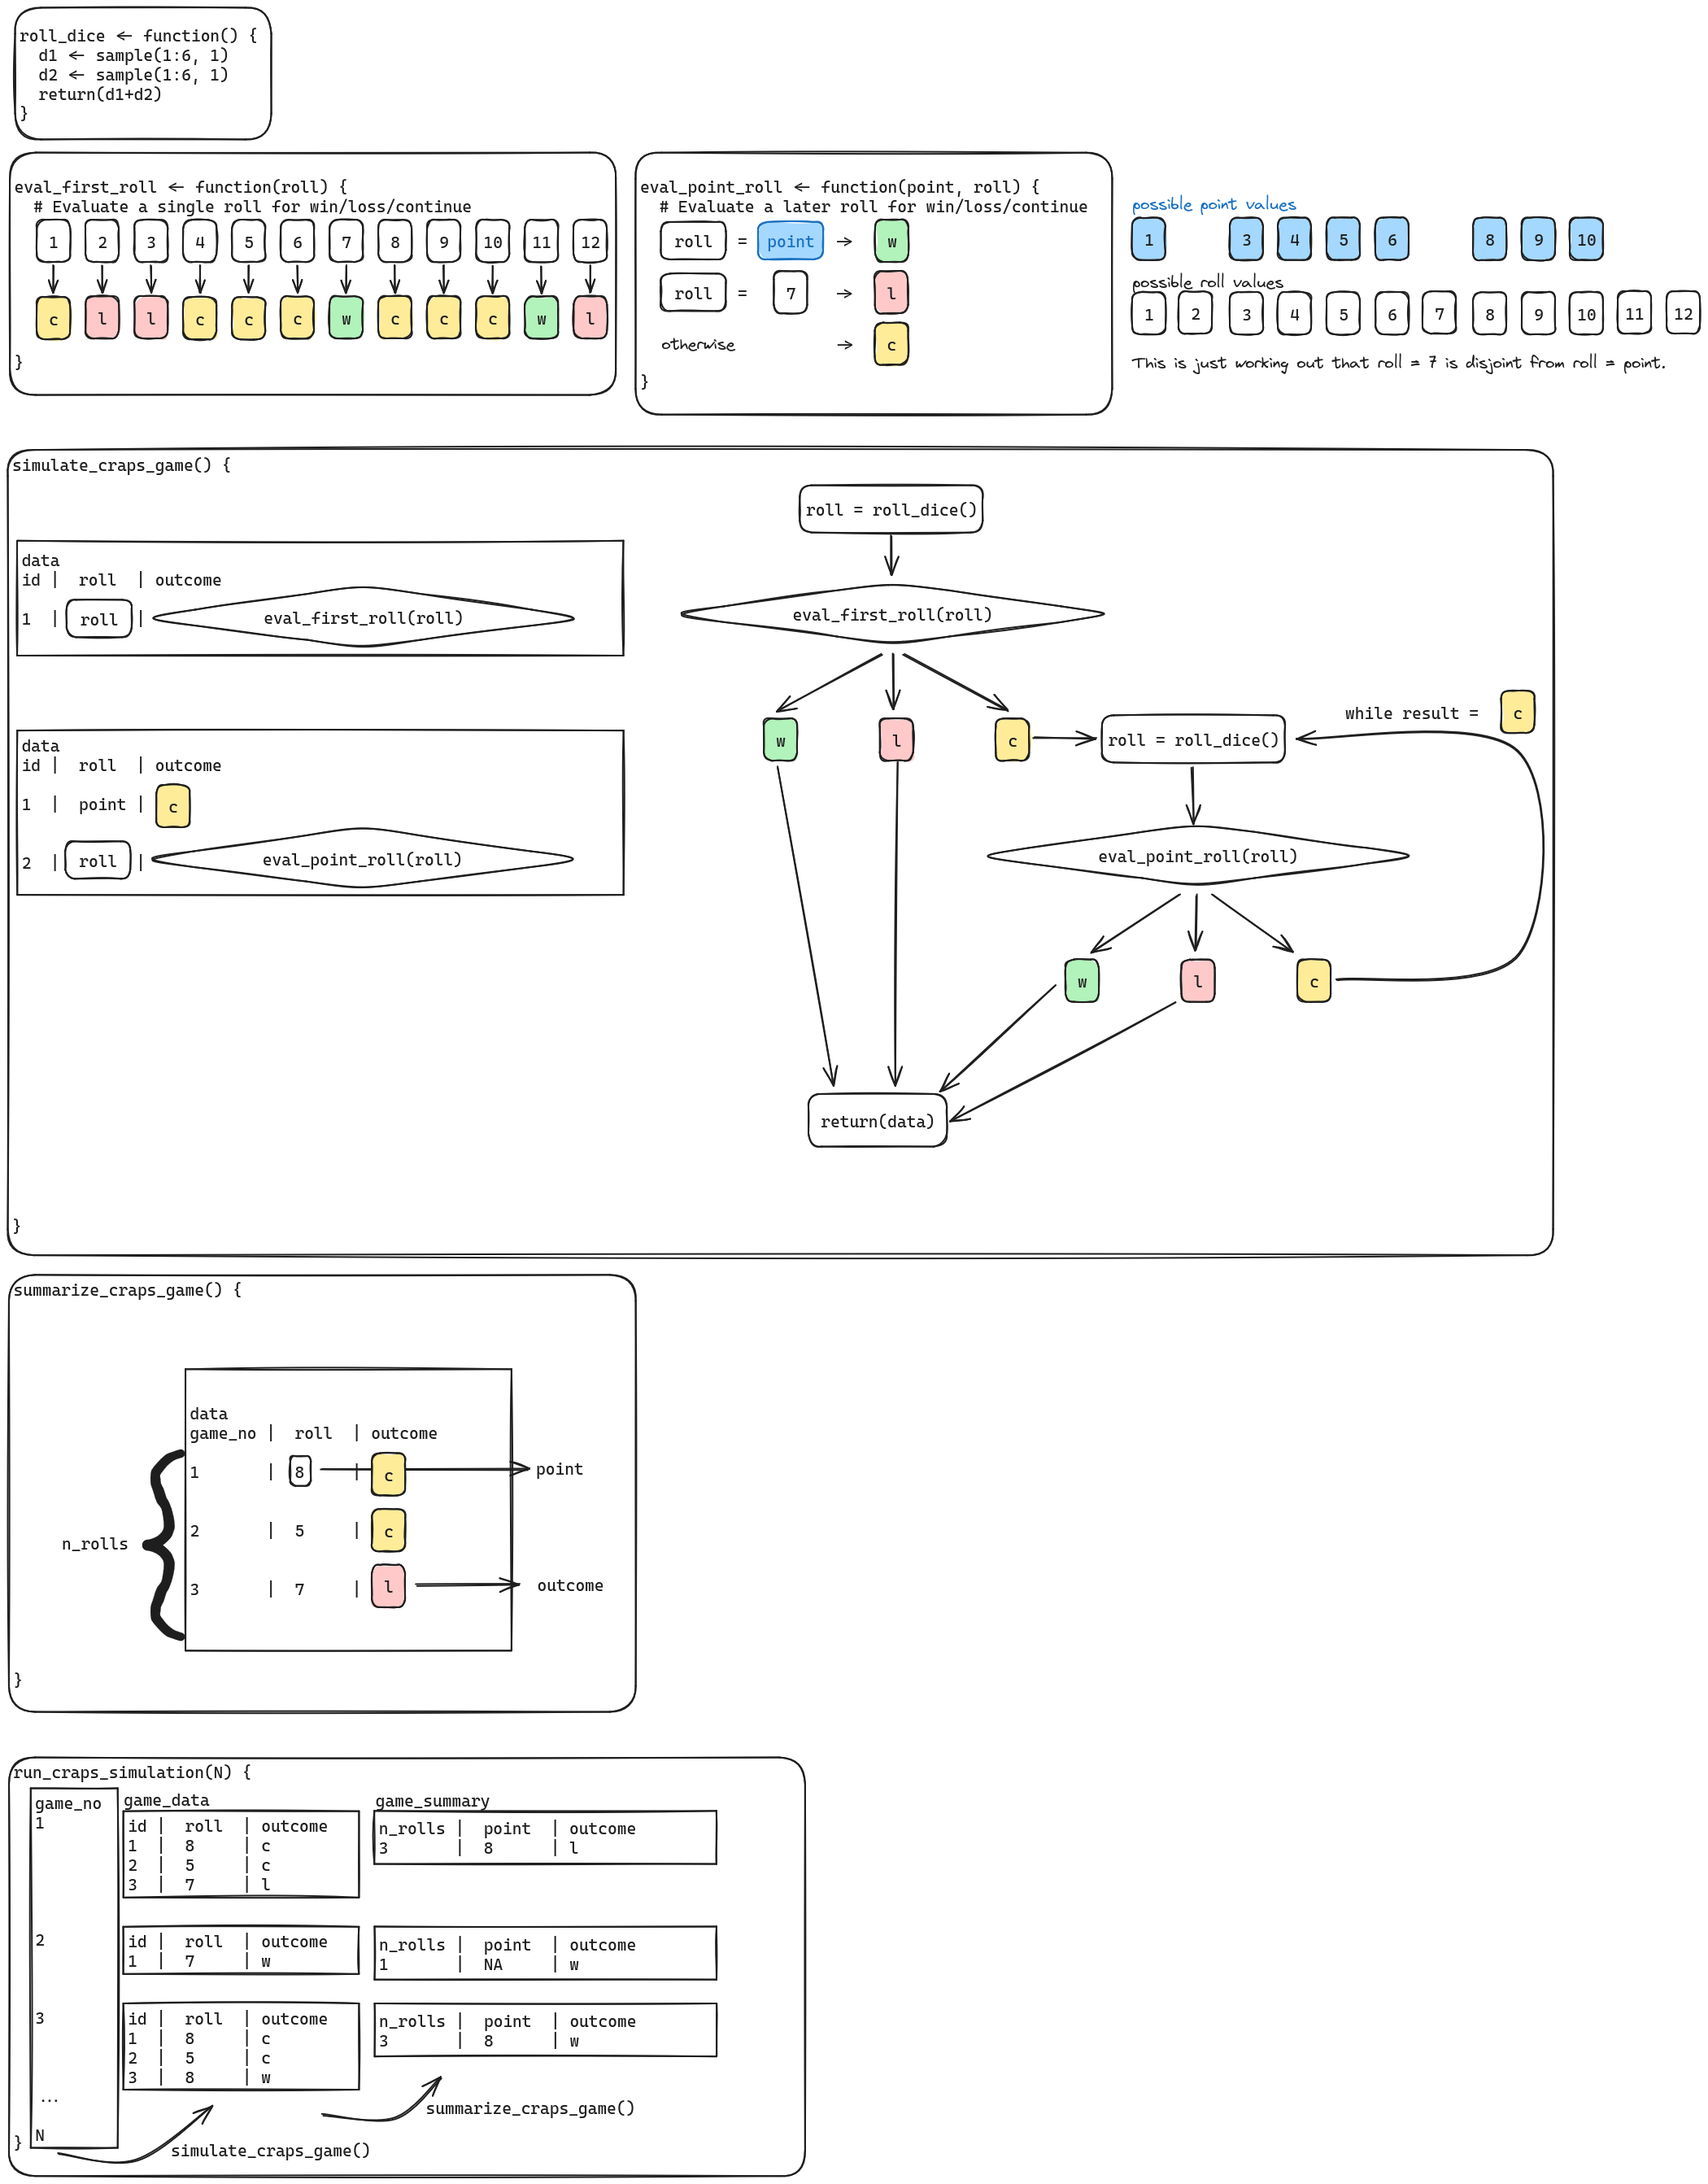 roll_dice ← function() {
d1 ← sample(1:6, 1)
d2 ← sample(1:6, 1)
return(d1+d2)
}
eval_first_roll ← function(roll) {
# Evaluate a single roll for win/loss/continue
1 2 3 4 5 6 7 8 9 10 11 12
c l l c c c w c c c w l
}
eval_point_roll ← function(point, roll) {
# Evaluate a later roll for win/loss/continue
roll = point → w
roll = 7 → l
otherwise → c
}
possible point values
1 3 4 5 6 8 9 10
possible roll values
1 2 3 4 5 6 7 8 9 10 11 12
This is just working out that roll = 7 is disjoint from roll = point.
simulate_craps_game() {
data
id | roll | outcome
1 | roll | eval_first_roll(roll)
data
id | roll | outcome
1 | point | c
2 | roll | eval_point_roll(roll)
roll = roll_dice()
eval_first_roll(roll)
w l c roll = roll_dice()
while result = c
eval_point_roll(roll)
w l c
return(data)
}
summarize_craps_game() {
data
game_no | roll | outcome
1 | 8 | c point
2 | 5 | c
n_rolls
3 | 7 | l outcome
}
run_craps_simulation(N) {
game_no
1
2
3
...
N
game_data
id | roll | outcome
1 | 8 | c
2 | 5 | c
3 | 7 | l
game_summary
n_rolls | point | outcome
3 | 8 | l
id | roll | outcome
1 | 7 | w
n_rolls | point | outcome
1 | NA | w
id | roll | outcome
1 | 8 | c
2 | 5 | c
3 | 8 | w
n_rolls | point | outcome
3 | 8 | w
summarize_craps_game()
simulate_craps_game()
}